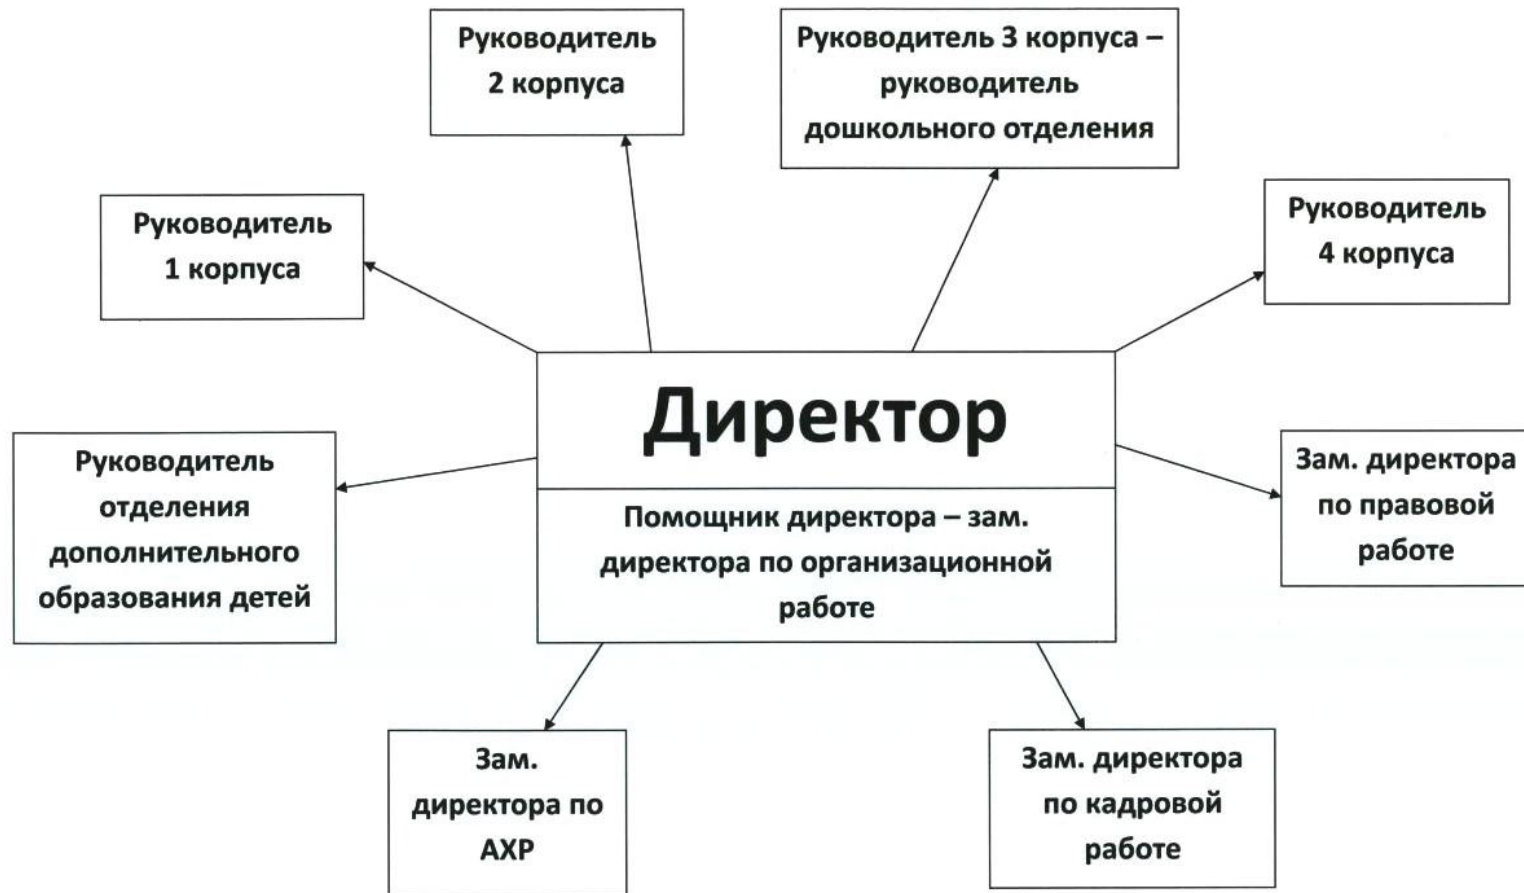 Руководитель
2 корпуса
Руководитель 3 корпуса –
руководитель
дошкольного отделения
Руководитель
1 корпуса
Руководитель
4 корпуса
Директор
Помощник директора – зам.
директора по организационной
работе
Руководитель
отделения
дополнительного
образования детей
Зам. директора
по правовой
работе
Зам.
директора по
АХР
Зам. директора
по кадровой
работе